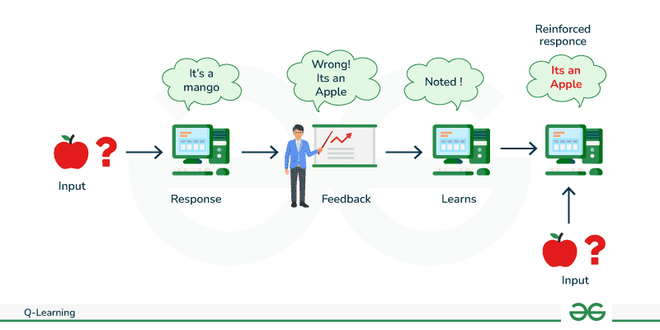 Reinforced
responce
It's a
mango
Wrong!
Its an
Apple
Noted !
Its an
Apple
?
?
Input
Response
Feedback
Learns
Input
Q-Learning